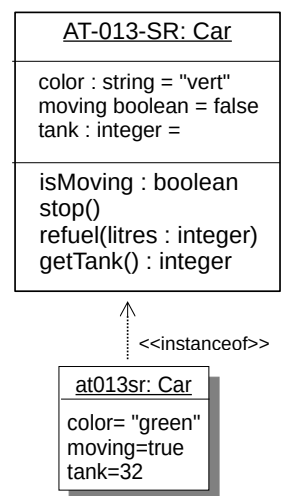 AT-013-SR: Car
color : string = "vert"
moving boolean = false
tank : integer =
isMoving : boolean
stop()
refuel(litres : integer)
getTank() : integer
<<instanceof>>
at013sr: Car
color= "green"
moving=true
tank=32